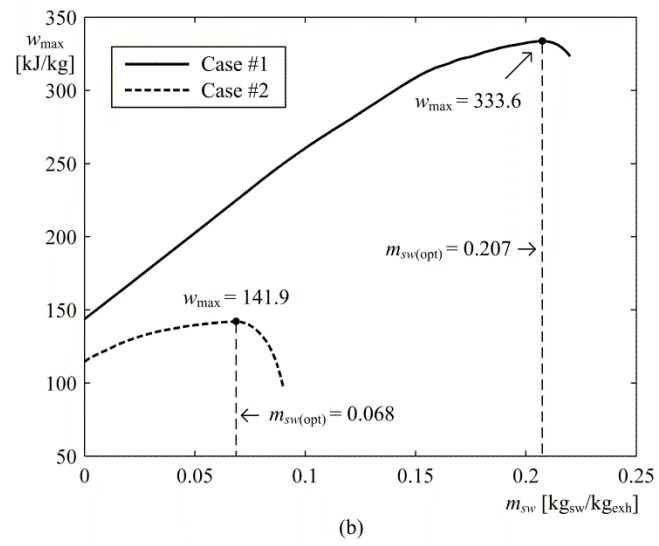 350
w_max
[kJ/kg]
300
250
200
150
100
50
Case #1
Case #2
w_max = 333.6
m_sw(opt) = 0.207
w_max = 141.9
m_sw(opt) = 0.068
0
0.05
0.1
0.15
0.2
0.25
m_sw [kg_sw/kg_exh]
(b)